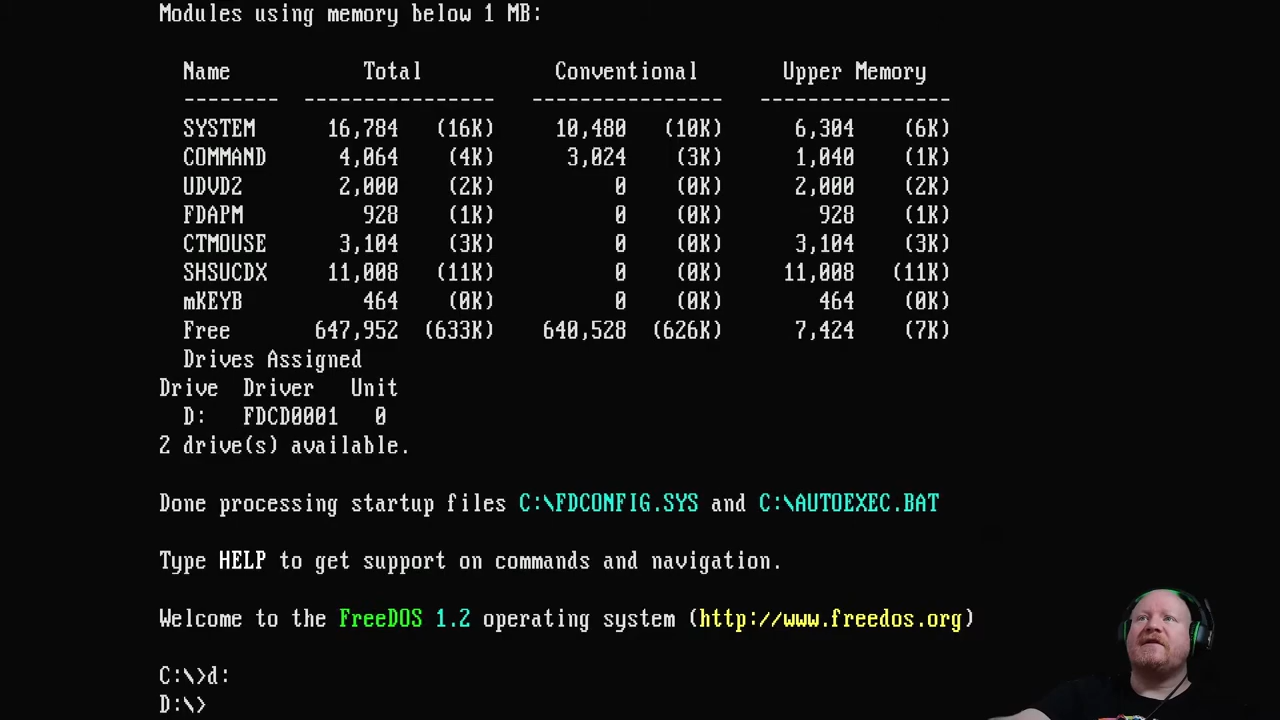 Modules using memory below 1 MB:
Name Total Conventional Upper Memory
-------- ---------------- ---------------- ----------------
SYSTEM 16,784 (16K) 10,480 (10K) 6,304 (6K)
COMMAND 4,064 (4K) 3,024 (3K) 1,040 (1K)
UDVD2 2,000 (2K) 0 (0K) 2,000 (2K)
FDAPM 928 (1K) 0 (0K) 928 (1K)
CTMOUSE 3,104 (3K) 0 (0K) 3,104 (3K)
SHSUCDX 11,008 (11K) 0 (0K) 11,008 (11K)
mKEYB 464 (0K) 0 (0K) 464 (0K)
Free 647,952 (633K) 640,528 (626K) 7,424 (7K)
Drives Assigned
Drive Driver Unit
D: FDCD0001 0
2 drive(s) available.
Done processing startup files C:\FDCONFIG.SYS and C:\AUTOEXEC.BAT
Type HELP to get support on commands and navigation.
Welcome to the FreeDOS 1.2 operating system (http://www.freedos.org)
C:\>d:
D:\>